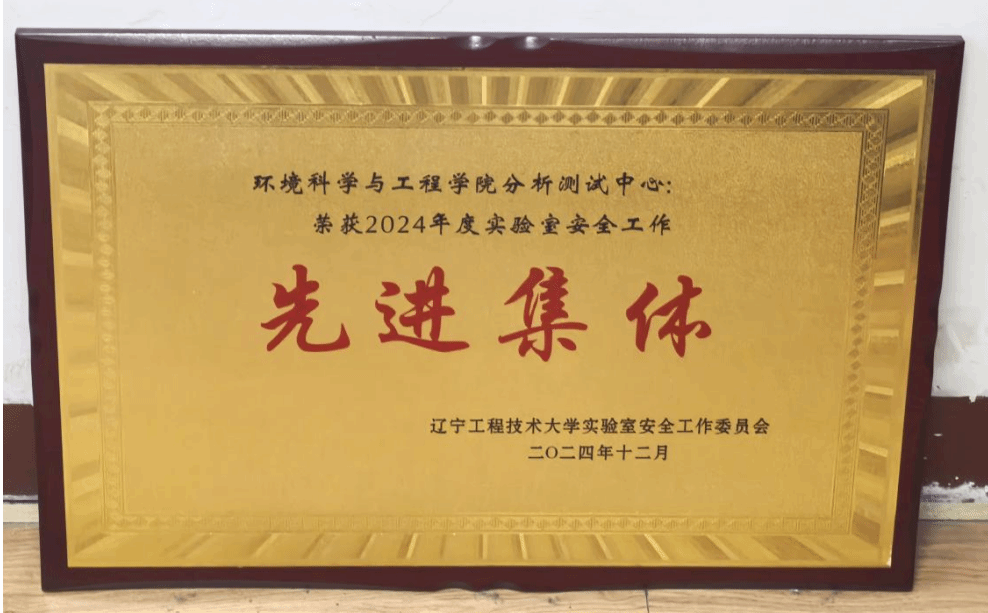 环境科学与工程学院分析测试中心：
荣获2024年度实验室安全工作
先进集体
辽宁工程技术大学实验室安全工作委员会
二〇二四年十二月